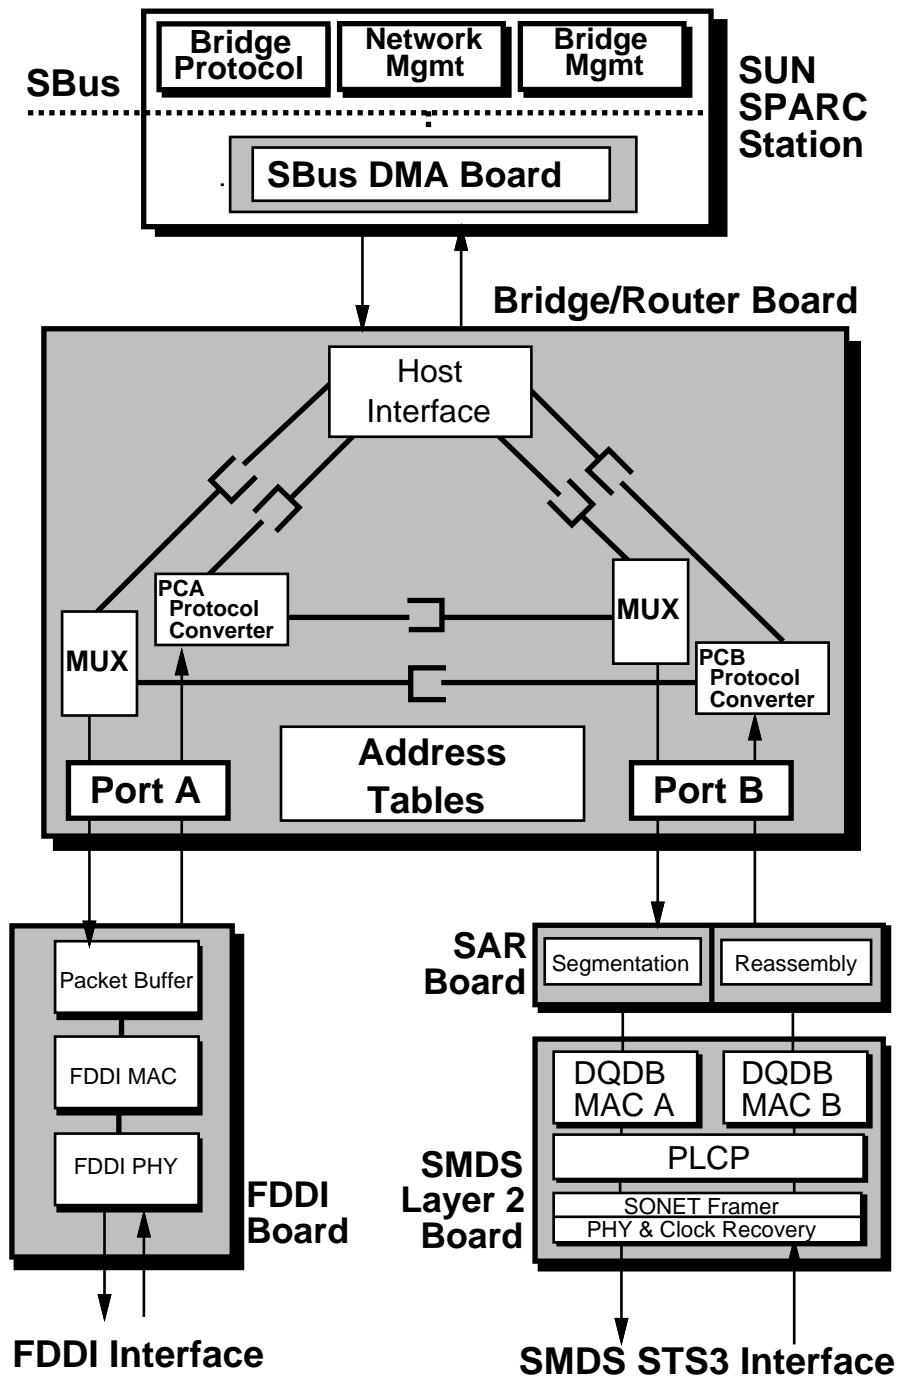 Bridge
Protocol
Network
Mgmt
Bridge
Mgmt
SBus
SUN
SPARC
Station
SBus DMA Board
Bridge/Router Board
Host
Interface
PCA
Protocol
Converter
MUX
MUX
PCB
Protocol
Converter
Address
Tables
Port A
Port B
Packet Buffer
FDDI MAC
FDDI PHY
FDDI
Board
SAR
Board
Segmentation
Reassembly
DQDB
MAC A
DQDB
MAC B
PLCP
SMDS
Layer 2
Board
SONET Framer
PHY & Clock Recovery
FDDI Interface
SMDS STS3 Interface